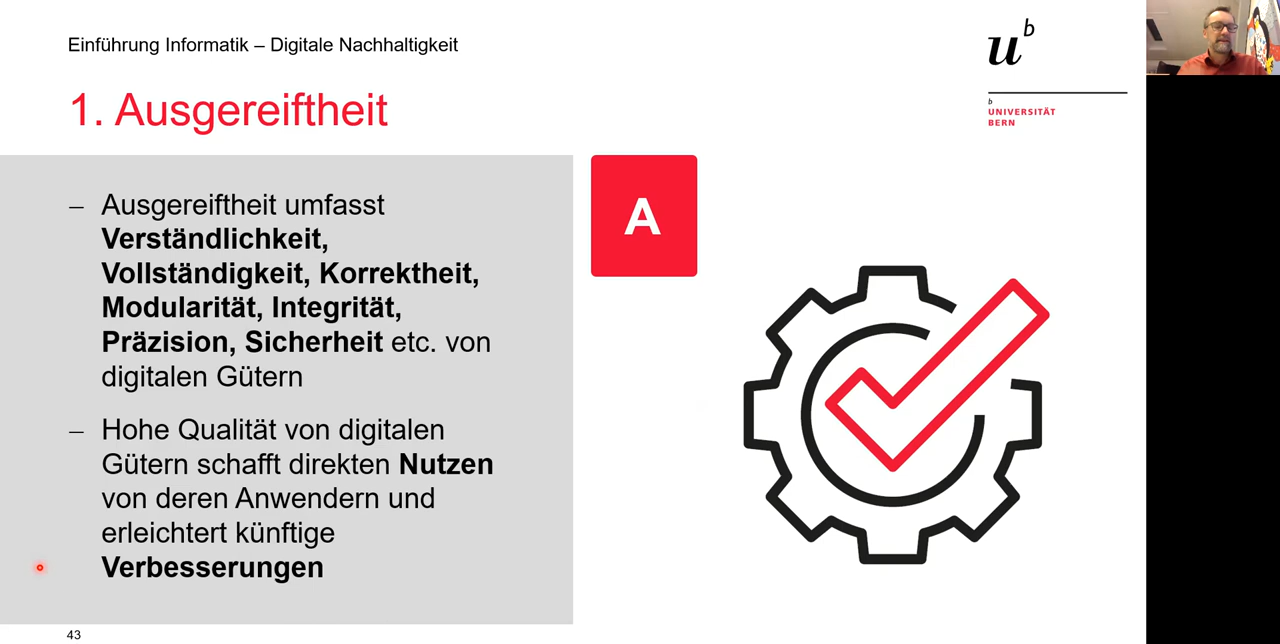 Einführung Informatik – Digitale Nachhaltigkeit
u b
b
UNIVERSITÄT
BERN
1. Ausgereiftheit
– Ausgereiftheit umfasst
Verständlichkeit,
Vollständigkeit, Korrektheit,
Modularität, Integrität,
Präzision, Sicherheit etc. von
digitalen Gütern
– Hohe Qualität von digitalen
Gütern schafft direkten Nutzen
von deren Anwendern und
erleichtert künftige
Verbesserungen
A
43